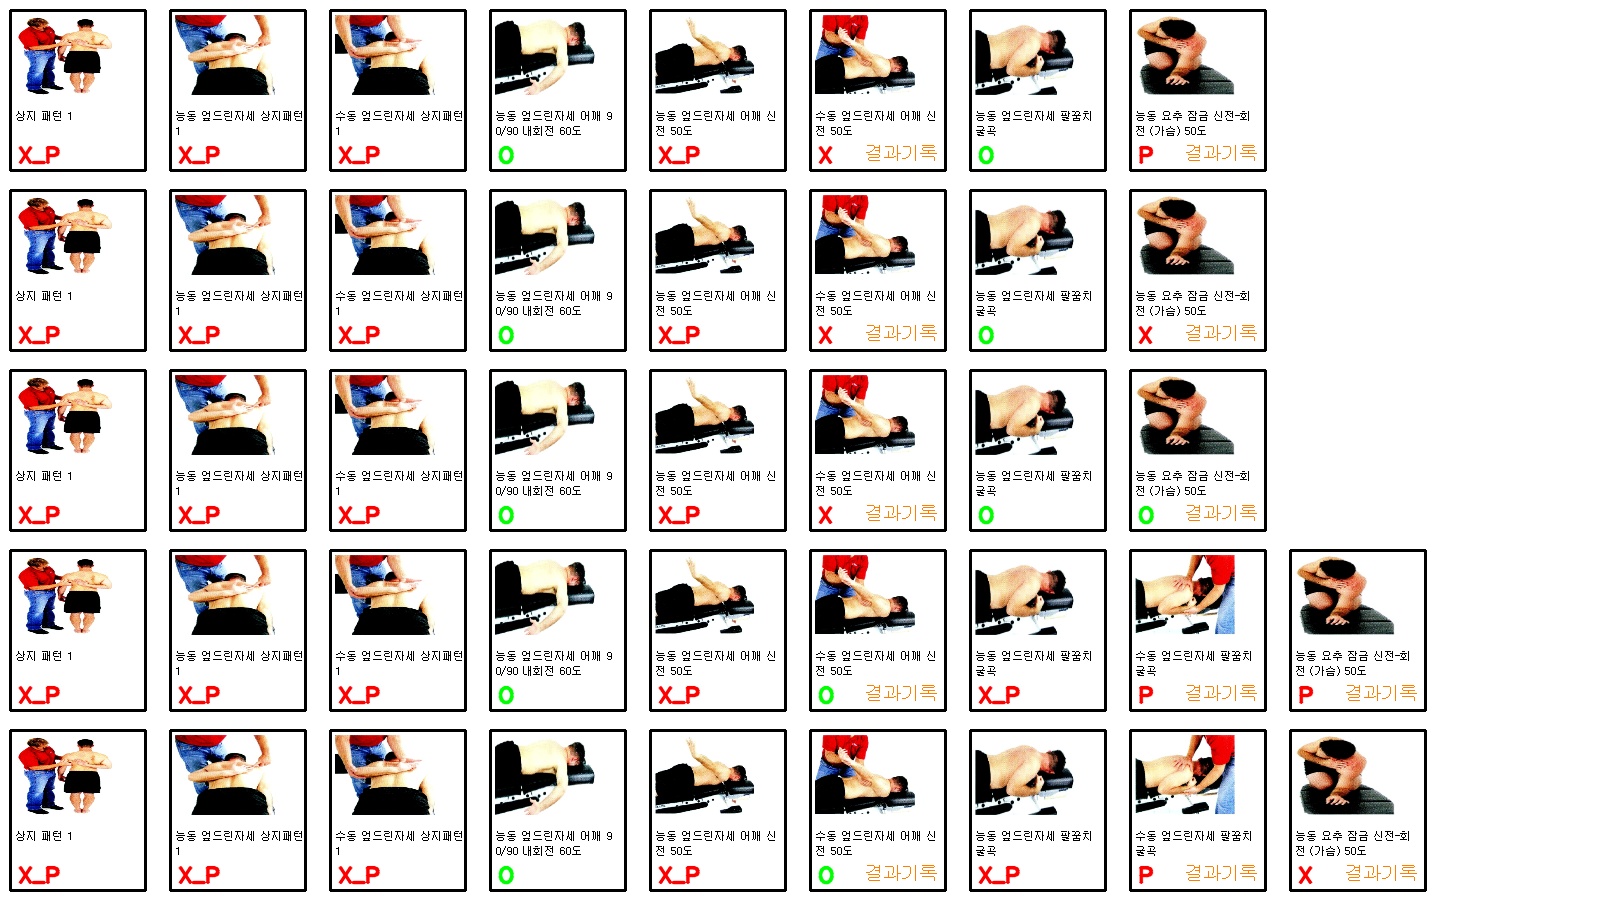 상지 패턴 1
X_P
능동 엎드린자세 상지패턴
1
X_P
수동 엎드린자세 상지패턴
1
X_P
능동 엎드린자세 어깨 9
0/90 내회전 60도
O
능동 엎드린자세 어깨 신
전 50도
X_P
수동 엎드린자세 어깨 신
전 50도
X 결과기록
능동 엎드린자세 팔꿈치
굴곡
O
능동 요추 잠금 신전-회
전 (가슴) 50도
P 결과기록
상지 패턴 1
X_P
능동 엎드린자세 상지패턴
1
X_P
수동 엎드린자세 상지패턴
1
X_P
능동 엎드린자세 어깨 9
0/90 내회전 60도
O
능동 엎드린자세 어깨 신
전 50도
X_P
수동 엎드린자세 어깨 신
전 50도
X 결과기록
능동 엎드린자세 팔꿈치
굴곡
O
능동 요추 잠금 신전-회
전 (가슴) 50도
X 결과기록
상지 패턴 1
X_P
능동 엎드린자세 상지패턴
1
X_P
수동 엎드린자세 상지패턴
1
X_P
능동 엎드린자세 어깨 9
0/90 내회전 60도
O
능동 엎드린자세 어깨 신
전 50도
X_P
수동 엎드린자세 어깨 신
전 50도
X 결과기록
능동 엎드린자세 팔꿈치
굴곡
O
능동 요추 잠금 신전-회
전 (가슴) 50도
O 결과기록
상지 패턴 1
X_P
능동 엎드린자세 상지패턴
1
X_P
수동 엎드린자세 상지패턴
1
X_P
능동 엎드린자세 어깨 9
0/90 내회전 60도
O
능동 엎드린자세 어깨 신
전 50도
X_P
수동 엎드린자세 어깨 신
전 50도
O 결과기록
능동 엎드린자세 팔꿈치
굴곡
X_P
수동 엎드린자세 팔꿈치
굴곡
P 결과기록
능동 요추 잠금 신전-회
전 (가슴) 50도
P 결과기록
상지 패턴 1
X_P
능동 엎드린자세 상지패턴
1
X_P
수동 엎드린자세 상지패턴
1
X_P
능동 엎드린자세 어깨 9
0/90 내회전 60도
O
능동 엎드린자세 어깨 신
전 50도
X_P
수동 엎드린자세 어깨 신
전 50도
O 결과기록
능동 엎드린자세 팔꿈치
굴곡
X_P
수동 엎드린자세 팔꿈치
굴곡
P 결과기록
능동 요추 잠금 신전-회
전 (가슴) 50도
X 결과기록